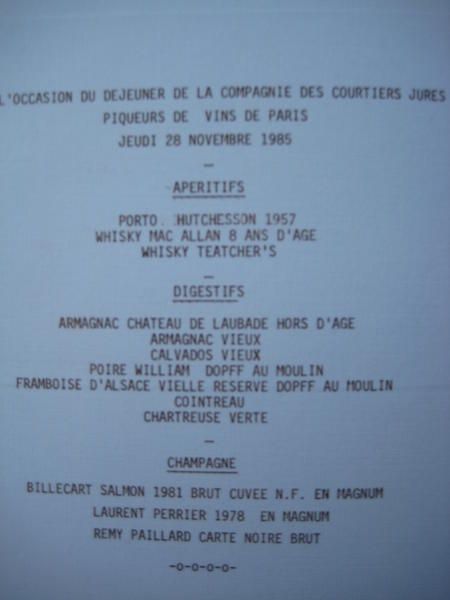 L'OCCASION DU DEJEUNER DE LA COMPAGNIE DES COURTIERS JURES
PIQUEURS DE VINS DE PARIS
JEUDI 28 NOVEMBRE 1985
-
APERITIFS
PORTO HUTCHESSON 1957
WHISKY MAC ALLAN 8 ANS D'AGE
WHISKY TEATCHER'S
-
DIGESTIFS
ARMAGNAC CHATEAU DE LAUBADE HORS D'AGE
ARMAGNAC VIEUX
CALVADOS VIEUX
POIRE WILLIAM DOPFF AU MOULIN
FRAMBOISE D'ALSACE VIELLE RESERVE DOPFF AU MOULIN
COINTREAU
CHARTREUSE VERTE
-
CHAMPAGNE
BILLECART SALMON 1981 BRUT CUVEE N.F. EN MAGNUM
LAURENT PERRIER 1978 EN MAGNUM
REMY PAILLARD CARTE NOIRE BRUT
-o-o-o-o-